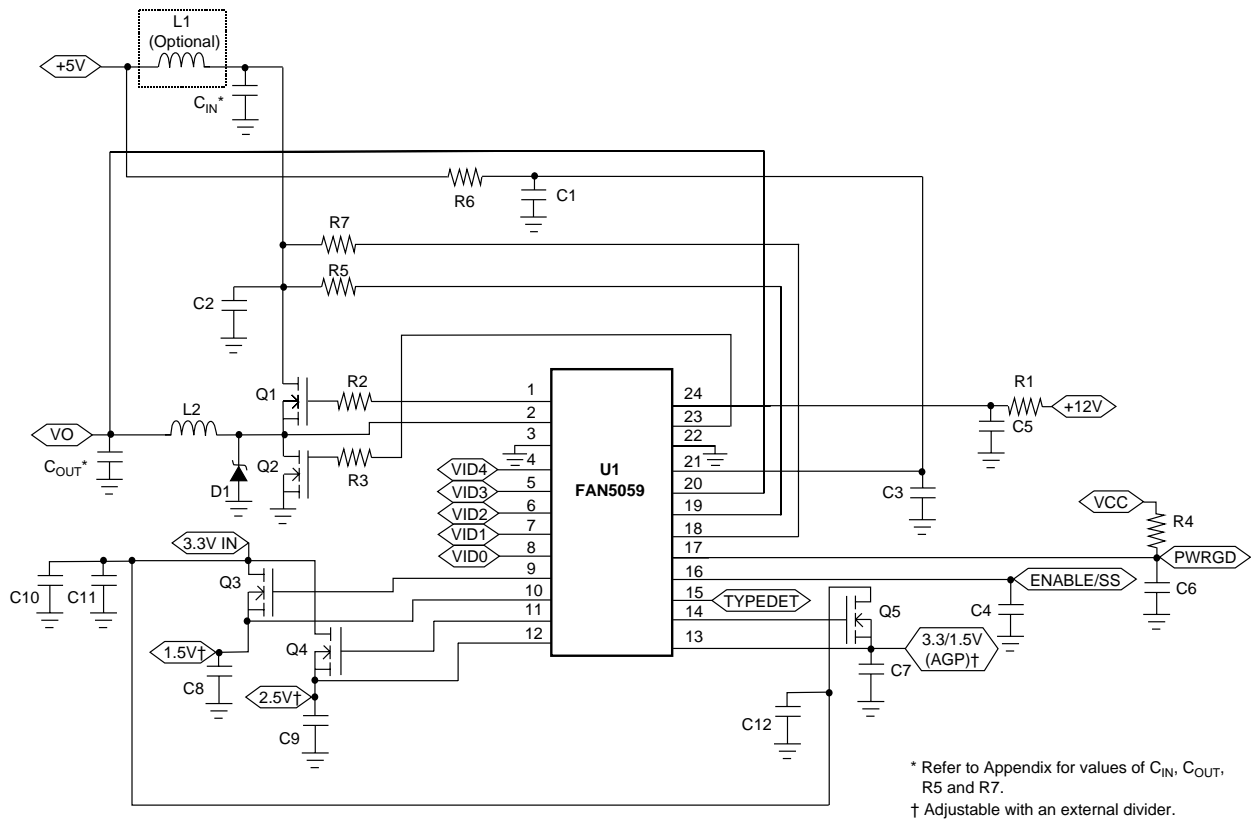 L1
(Optional)
+5V
CIN*
R6
C1
R7
R5
C2
Q1
R2
L2
VO
COUT*
D1
Q2
R3
1
2
3
4
5
6
7
8
9
10
11
12
VID4
VID3
VID2
VID1
VID0
U1
FAN5059
24
23
22
21
20
19
18
17
16
15
14
13
R1
+12V
C5
C3
VCC
R4
PWRGD
C6
ENABLE/SS
C4
TYPEDET
Q5
3.3/1.5V
(AGP)†
C7
C12
3.3V IN
C10
C11
Q3
1.5V†
C8
Q4
2.5V†
C9
* Refer to Appendix for values of CIN, COUT,
R5 and R7.
† Adjustable with an external divider.